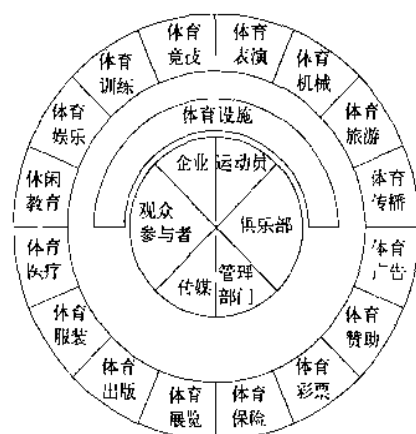 体育
竞技
体育
表演
体育
机械
体育
旅游
体育
传播
体育
广告
体育
赞助
体育
彩票
体育
保险
体育
展览
体育
出版
体育
服装
体育
医疗
休闲
教育
体育
娱乐
体育
训练
体育设施
企业
运动员
俱乐部
管理
部门
传媒
观众
参与者